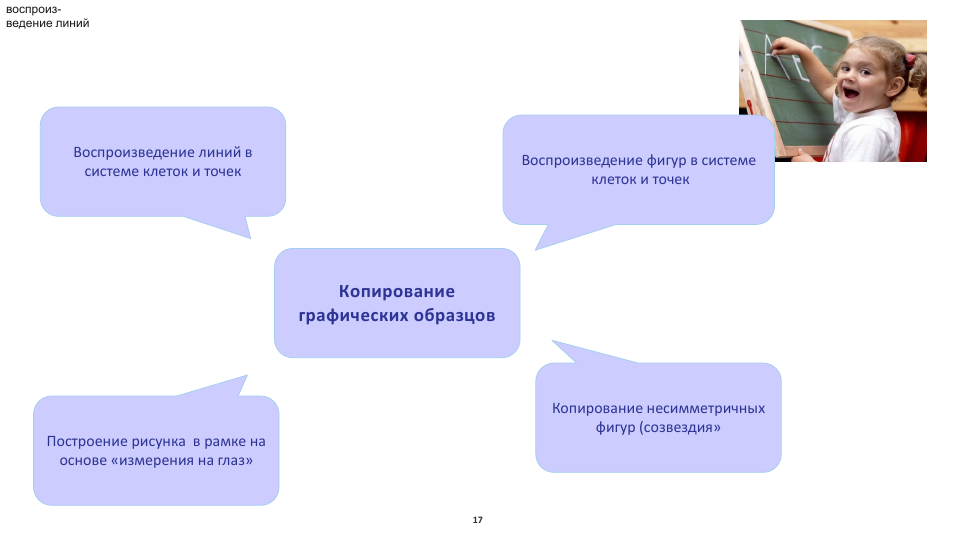 воспроиз-
ведение линий
Воспроизведение линий в
системе клеток и точек
Воспроизведение фигур в системе
клеток и точек
Копирование
графических образцов
Копирование несимметричных
фигур (созвездия»
Построение рисунка  в рамке на
основе «измерения на глаз»
17